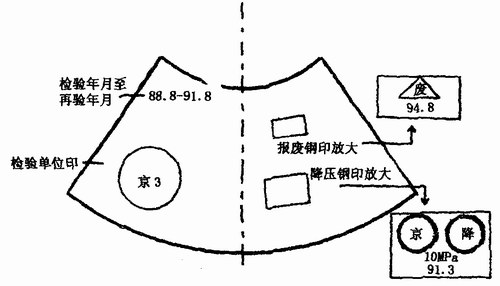 检验年月至
再验年月
88.8-91.8
检验单位印
京3
废
94.8
报废钢印放大
降压钢印放大
京 降
10MPa
91.3